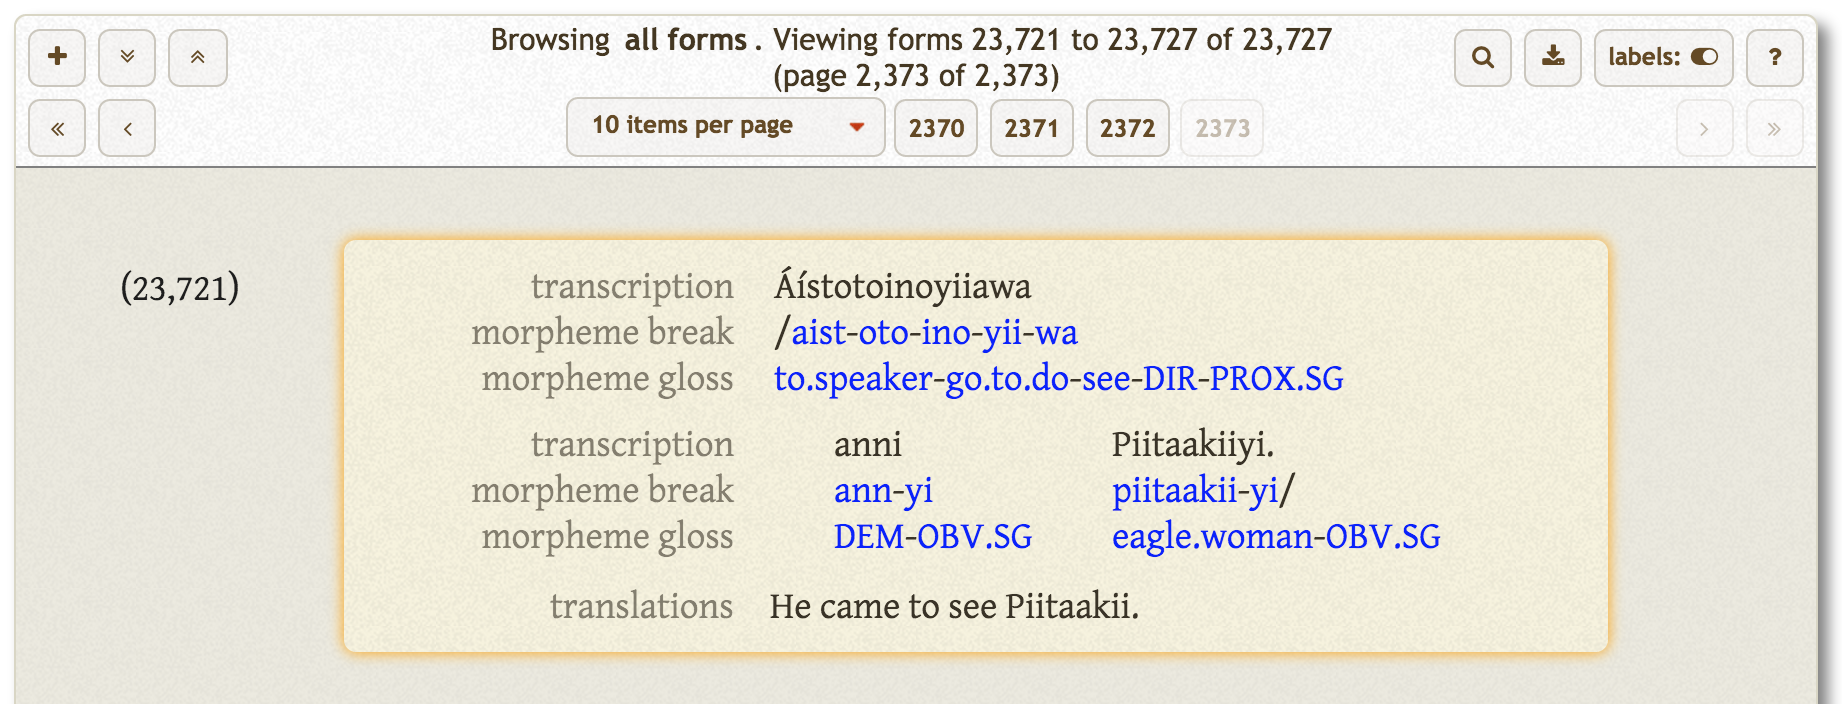 Browsing all forms . Viewing forms 23,721 to 23,727 of 23,727
(page 2,373 of 2,373)
labels:
?
10 items per page
2370
2371
2372
2373
(23,721)
transcription Áístotoinoyiiawa
morpheme break /aist-oto-ino-yii-wa
morpheme gloss to.speaker-go.to.do-see-DIR-PROX.SG
transcription anni Piitaakiiyi.
morpheme break ann-yi piitaakii-yi/
morpheme gloss DEM-OBV.SG eagle.woman-OBV.SG
translations He came to see Piitaakii.